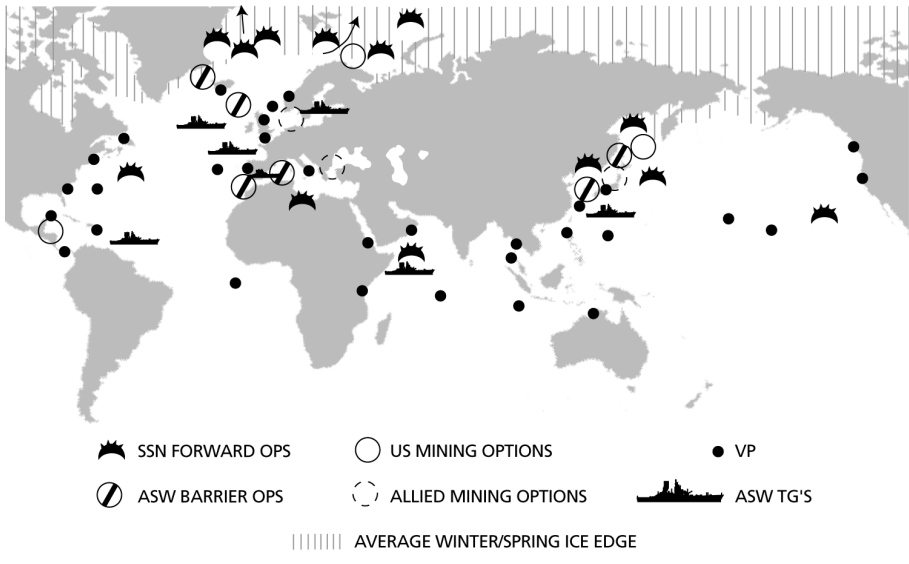 SSN FORWARD OPS
US MINING OPTIONS
VP
ASW BARRIER OPS
ALLIED MINING OPTIONS
ASW TG'S
AVERAGE WINTER/SPRING ICE EDGE